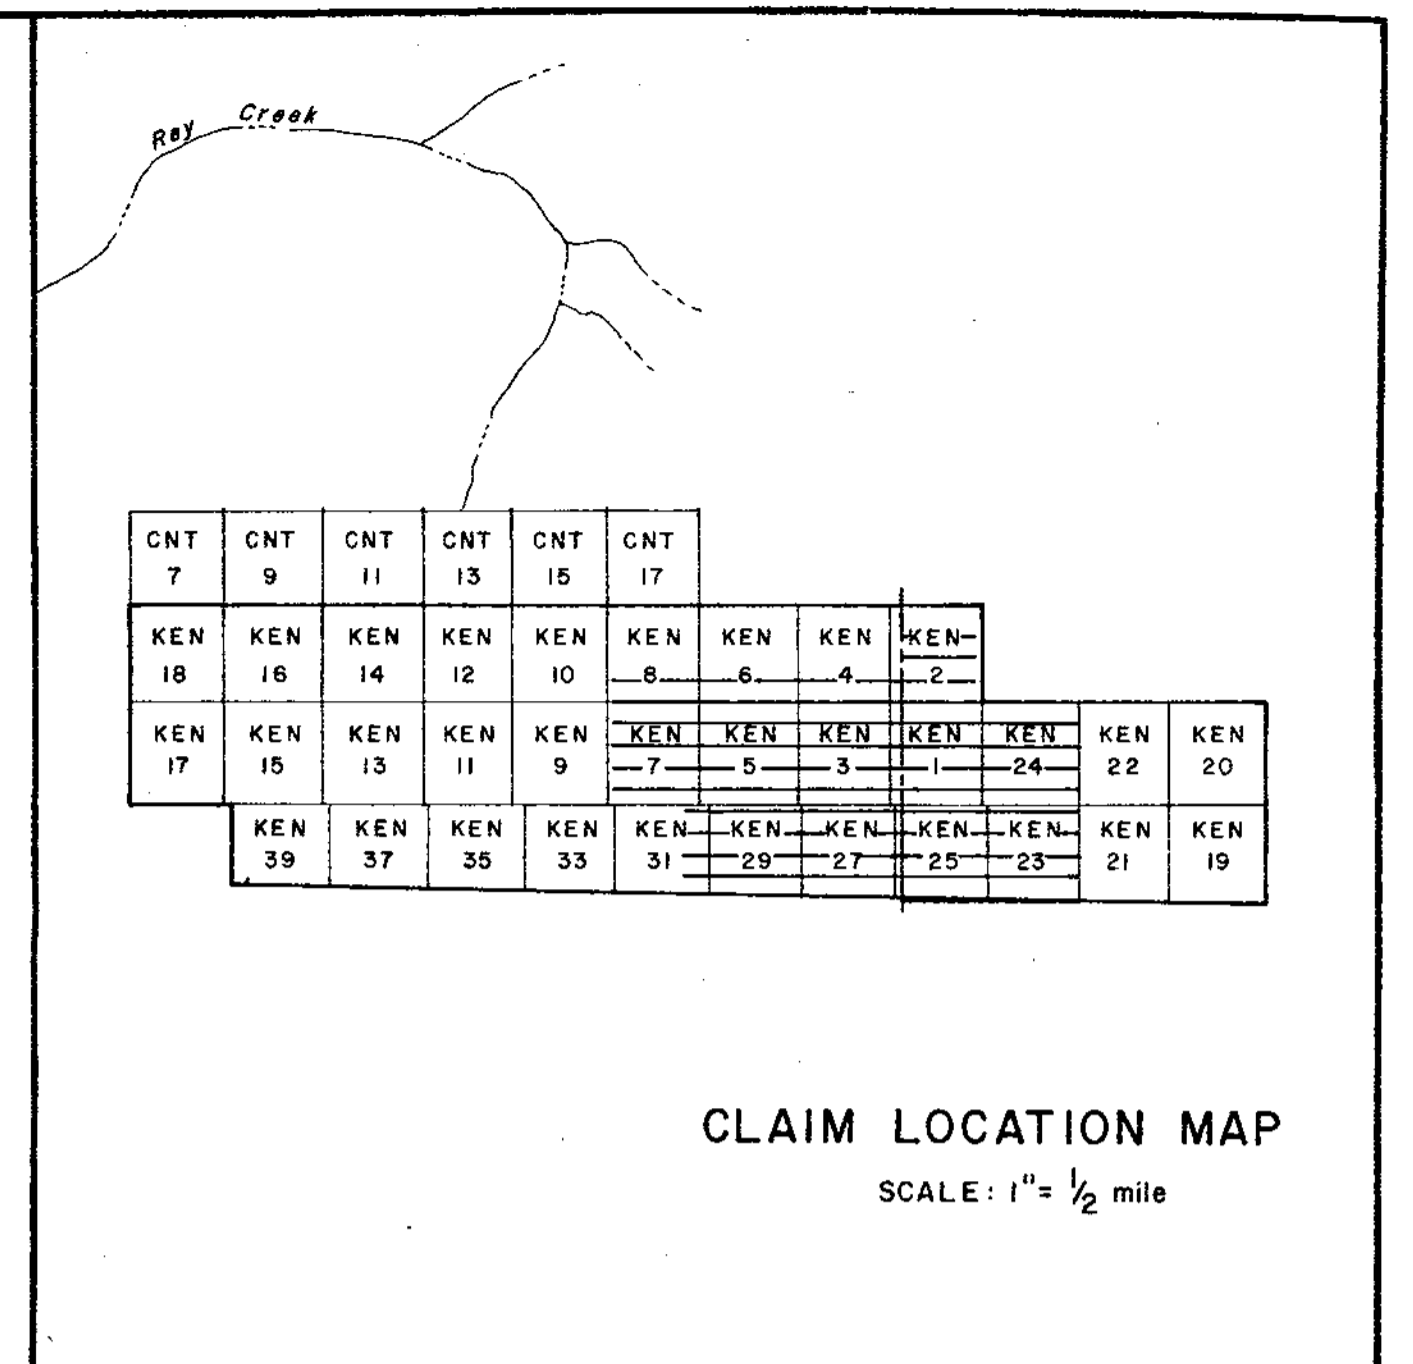 Ray Creek
CNT CNT CNT CNT CNT CNT
7 9 11 13 15 17
KEN KEN KEN KEN KEN KEN KEN KEN KEN
18 16 14 12 10 8 6 4 2
KEN KEN KEN KEN KEN KEN KEN KEN KEN KEN KEN KEN
17 15 13 11 9 7 5 3 1 24 22 20
KEN KEN KEN KEN KEN KEN KEN KEN KEN KEN KEN
39 37 35 33 31 29 27 25 23 21 19
CLAIM LOCATION MAP
SCALE: 1"= 1/2 mile